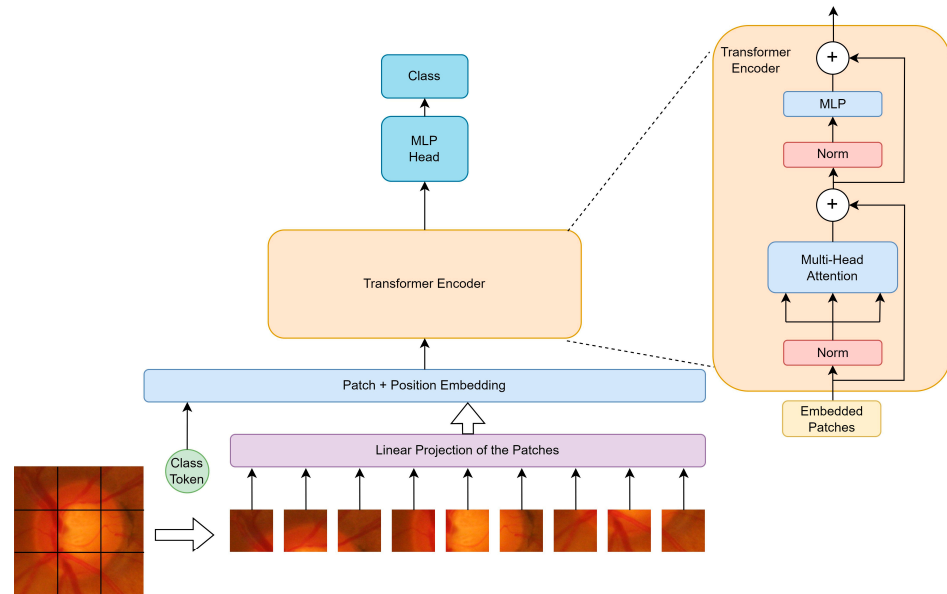 Class
MLP
Head
Transformer Encoder
Patch + Position Embedding
Class
Token
Linear Projection of the Patches
Transformer
Encoder
+
MLP
Norm
+
Multi-Head
Attention
Norm
Embedded
Patches